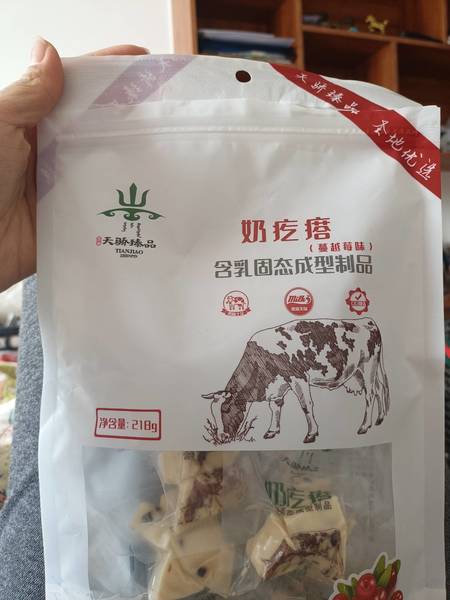 天骄臻品 圣地优选
天骄臻品
TIANJIAO
奶疙瘩
（蔓越莓味）
含乳固态成型制品
Milk
净含量：218g
奶疙瘩